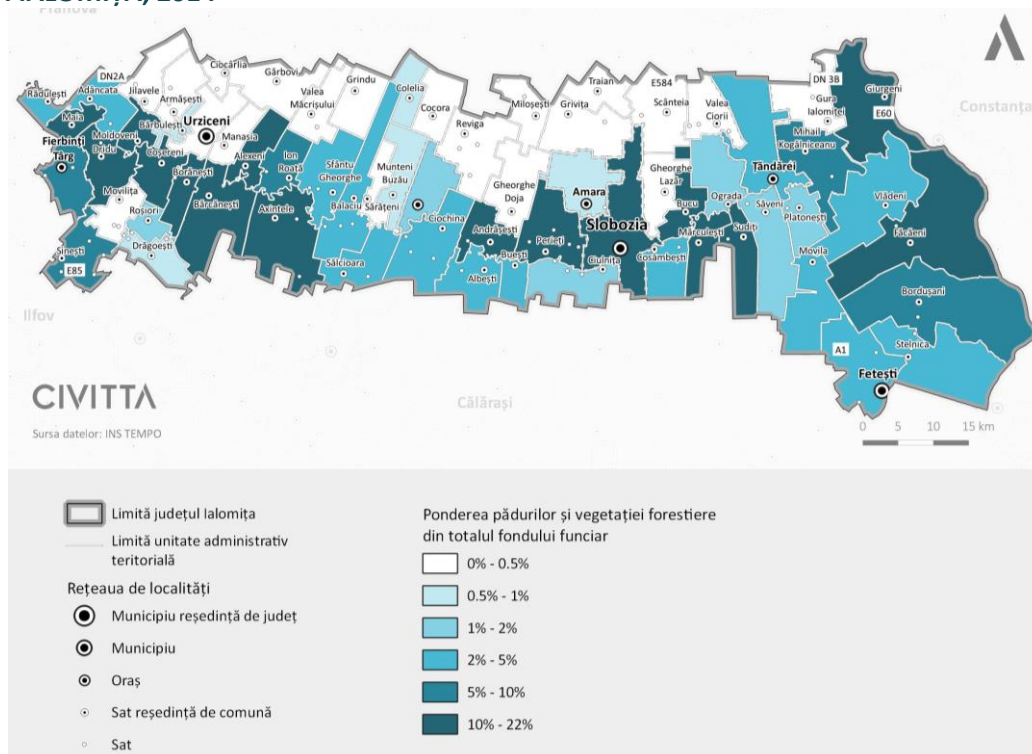 Prahova
Ciocârlia
DN2A
Gârbovi
Grindu
Rădulești
Adâncata
Jilavele
Armășești
Valea
Măcrișului
Colelia
Cocora
Reviga
Milosești
Traian
Grivița
E584
Scânteia
Valea
Ciorii
DN 3B
Gura
Ialomiței
Giurgeni
E60
Constanța
Maia
Bărbulești
Urziceni
Manasia
Moldoveni
Fierbinți
Târg
Dridu
Coșereni
Alexeni
Ion
Roată
Borănești
Bărcănești
Axintele
Sfântu
Gheorghe
Munteni
Buzău
Balaciu
Sărățeni
Gheorghe
Doja
Amara
Gheorghe
Lazăr
Mihail
Kogălniceanu
Țăndărei
Vlădeni
Movilița
Roșiori
Drăgoești
Sinești
E85
Ciochina
Andrășești
Perieți
Slobozia
Bucu
Ograda
Săveni
Platonești
Mărculești
Sudiți
Făcăeni
Sălcioara
Albești
Buești
Ciulnița
Cosâmbești
Movila
Bordușani
Ilfov
A1
Stelnica
Fetești
Călărași
CIVITTA
Sursa datelor: INS TEMPO
0 5 10 15 km
Limită județul Ialomița
Limită unitate administrativ
teritorială
Rețeaua de localități
Municipiu reședință de județ
Municipiu
Oraș
Sat reședință de comună
Sat
Ponderea pădurilor și vegetației forestiere
din totalul fondului funciar
0% - 0.5%
0.5% - 1%
1% - 2%
2% - 5%
5% - 10%
10% - 22%